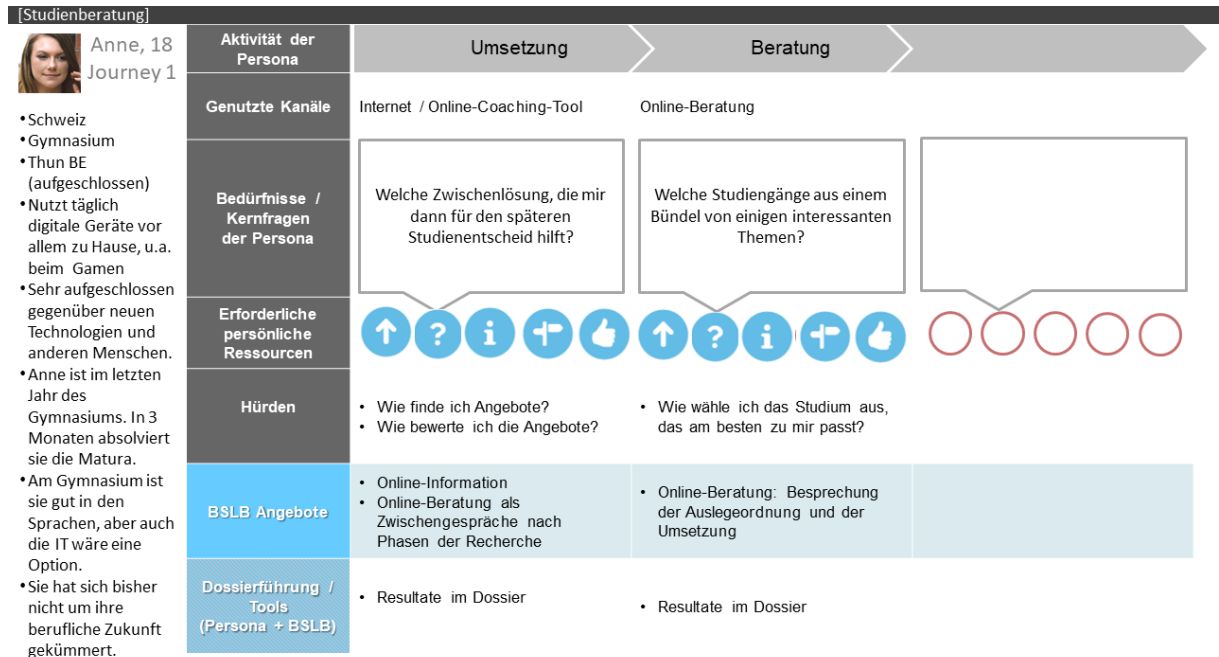 [Studienberatung]
Anne, 18
Journey 1
•Schweiz
•Gymnasium
•Thun BE
(aufgeschlossen)
•Nutzt täglich
digitale Geräte vor
allem zu Hause, u.a.
beim Gamen
•Sehr aufgeschlossen
gegenüber neuen
Technologien und
anderen Menschen.
•Anne ist im letzten
Jahr des
Gymnasiums. In 3
Monaten absolviert
sie die Matura.
•Am Gymnasium ist
sie gut in den
Sprachen, aber auch
die IT wäre eine
Option.
•Sie hat sich bisher
nicht um ihre
berufliche Zukunft
gekümmert.
Aktivität der
Persona
Umsetzung
Beratung
Genutzte Kanäle
Internet / Online-Coaching-Tool
Online-Beratung
Bedürfnisse /
Kernfragen
der Persona
Welche Zwischenlösung, die mir
dann für den späteren
Studienentscheid hilft?
Welche Studiengänge aus einem
Bündel von einigen interessanten
Themen?
Erforderliche
persönliche
Ressourcen
? i
? i
Hürden
• Wie finde ich Angebote?
• Wie bewerte ich die Angebote?
• Wie wähle ich das Studium aus,
das am besten zu mir passt?
BSLB Angebote
• Online-Information
• Online-Beratung als
Zwischengespräche nach
Phasen der Recherche
• Online-Beratung: Besprechung
der Auslegeordnung und der
Umsetzung
Dossierführung /
Tools
(Persona + BSLB)
• Resultate im Dossier
• Resultate im Dossier